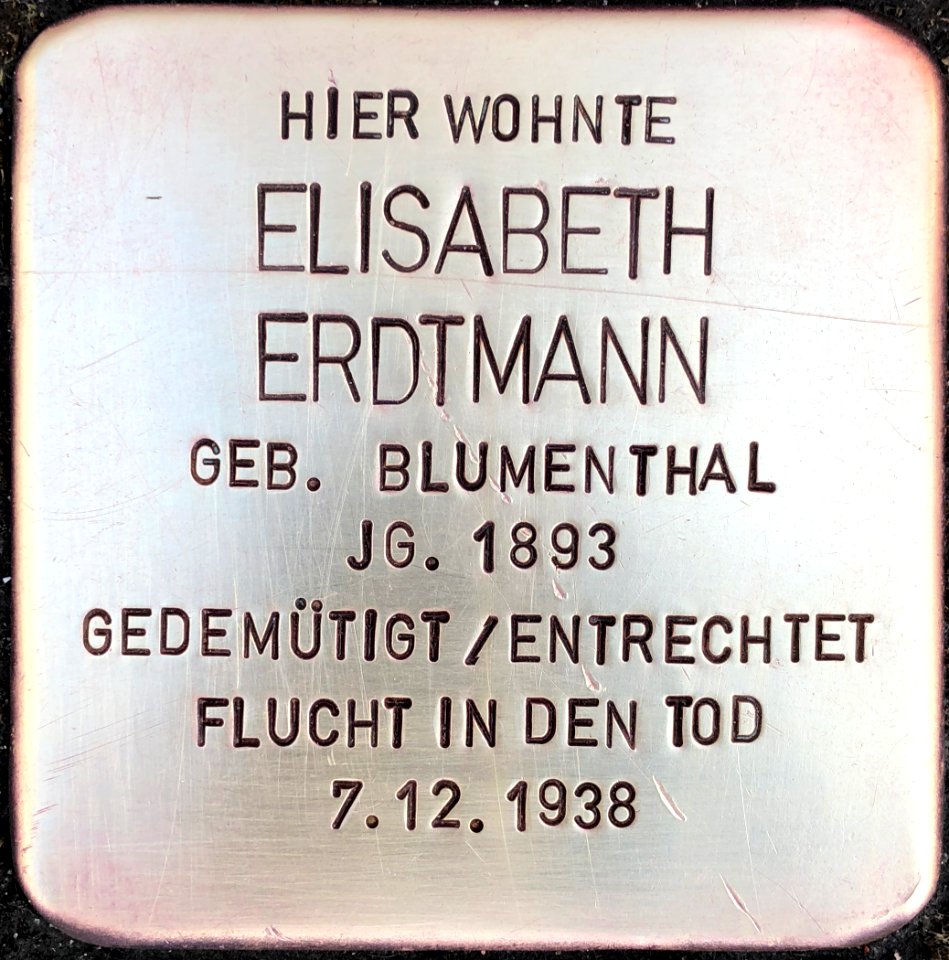 HIER WOHNTE
ELISABETH
ERDTMANN
GEB. BLUMENTHAL
JG. 1893
GEDEMÜTIGT/ENTRECHTET
FLUCHT IN DEN TOD
7.12.1938